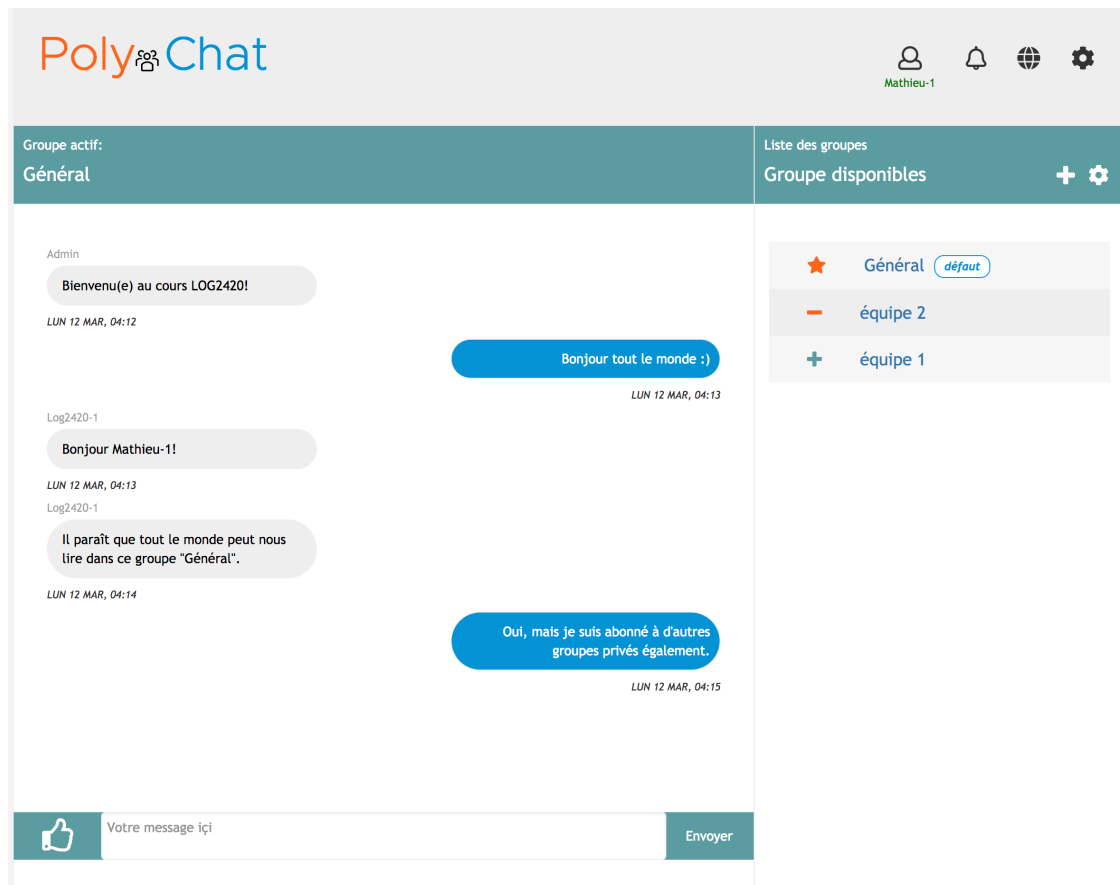 Poly Chat
Mathieu-1
Groupe actif:
Général
Liste des groupes
Groupe disponibles
Admin
Bienvenu(e) au cours LOG2420!
LUN 12 MAR, 04:12
Bonjour tout le monde :)
LUN 12 MAR, 04:13
Log2420-1
Bonjour Mathieu-1!
LUN 12 MAR, 04:13
Log2420-1
Il paraît que tout le monde peut nous
lire dans ce groupe "Général".
LUN 12 MAR, 04:14
Oui, mais je suis abonné à d'autres
groupes privés également.
LUN 12 MAR, 04:15
Votre message içi
Envoyer
Général défaut
équipe 2
équipe 1